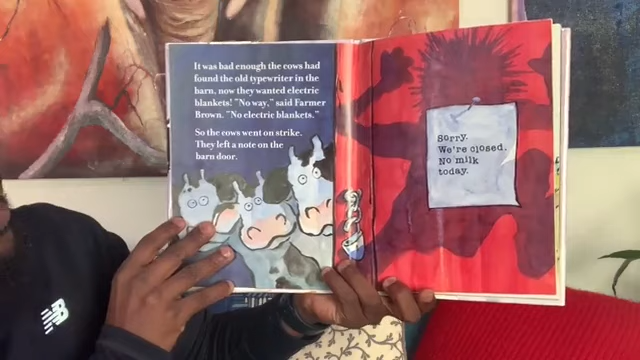 It was bad enough the cows had
found the old typewriter in the
barn, now they wanted electric
blankets! "No way," said Farmer
Brown. "No electric blankets."
So the cows went on strike.
They left a note on the
barn door.
Sorry.
We're closed.
No milk
today.
NB